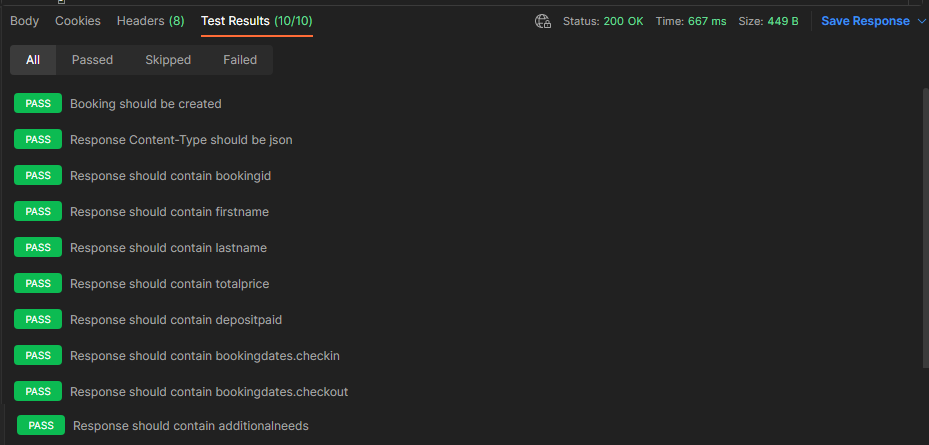 Body Cookies Headers (8) Test Results (10/10) Status: 200 OK Time: 667 ms Size: 449 B Save Response
All Passed Skipped Failed
PASS Booking should be created
PASS Response Content-Type should be json
PASS Response should contain bookingid
PASS Response should contain firstname
PASS Response should contain lastname
PASS Response should contain totalprice
PASS Response should contain depositpaid
PASS Response should contain bookingdates.checkin
PASS Response should contain bookingdates.checkout
PASS Response should contain additionalneeds